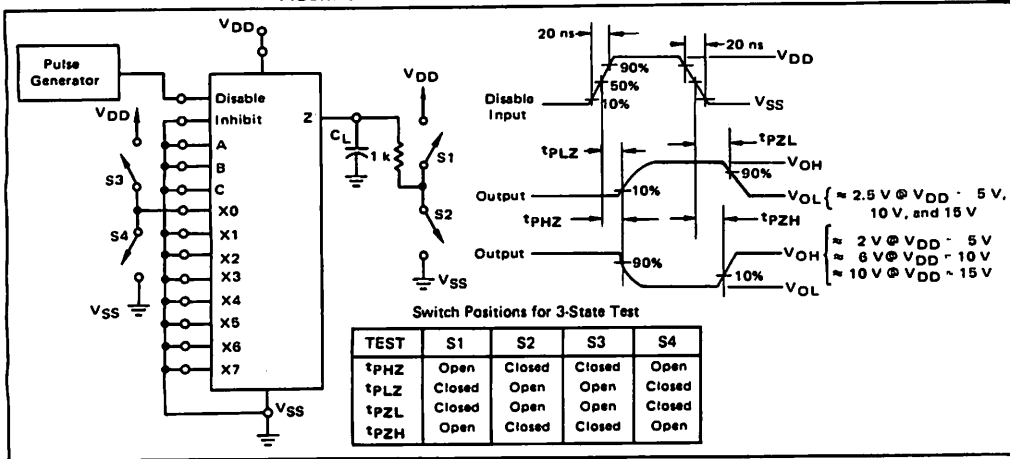 VDD
Pulse
Generator
Disable
Inhibit
A
B
C
X0
X1
X2
X3
X4
X5
X6
X7
Z
VDD
S3
S4
VSS
CL
1 k
VDD
S1
S2
VSS
VSS
20 ns
20 ns
VDD
90%
50%
10%
Disable
Input
VSS
tPLZ
tPZL
VOH
90%
10%
Output
VOL { ≈ 2.5 V @ VDD - 5 V,
10 V, and 15 V
tPHZ
tPZH
Output
90%
10%
VOH
≈ 2 V @ VDD - 5 V
≈ 6 V @ VDD - 10 V
≈ 10 V @ VDD - 15 V
VOL
Switch Positions for 3-State Test
TEST S1 S2 S3 S4
tPHZ Open Closed Closed Open
tPLZ Closed Open Open Closed
tPZL Closed Open Open Closed
tPZH Open Closed Closed Open